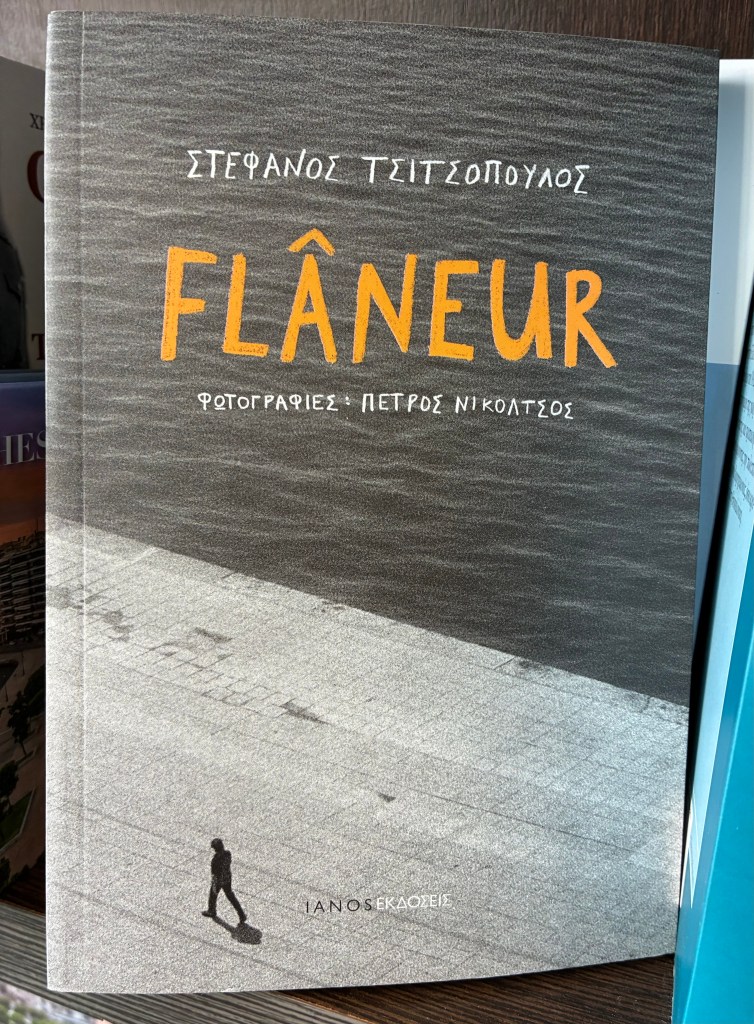 ΣΤΕΦΑΝΟΣ ΤΣΙΤΣΟΠΟΥΛΟΣ
FLÂNEUR
ΦΩΤΟΓΡΑΦΙΕΣ: ΠΕΤΡΟΣ ΝΙΚΟΛΤΣΟΣ
IANOS ΕΚΔΟΣΕΙΣ